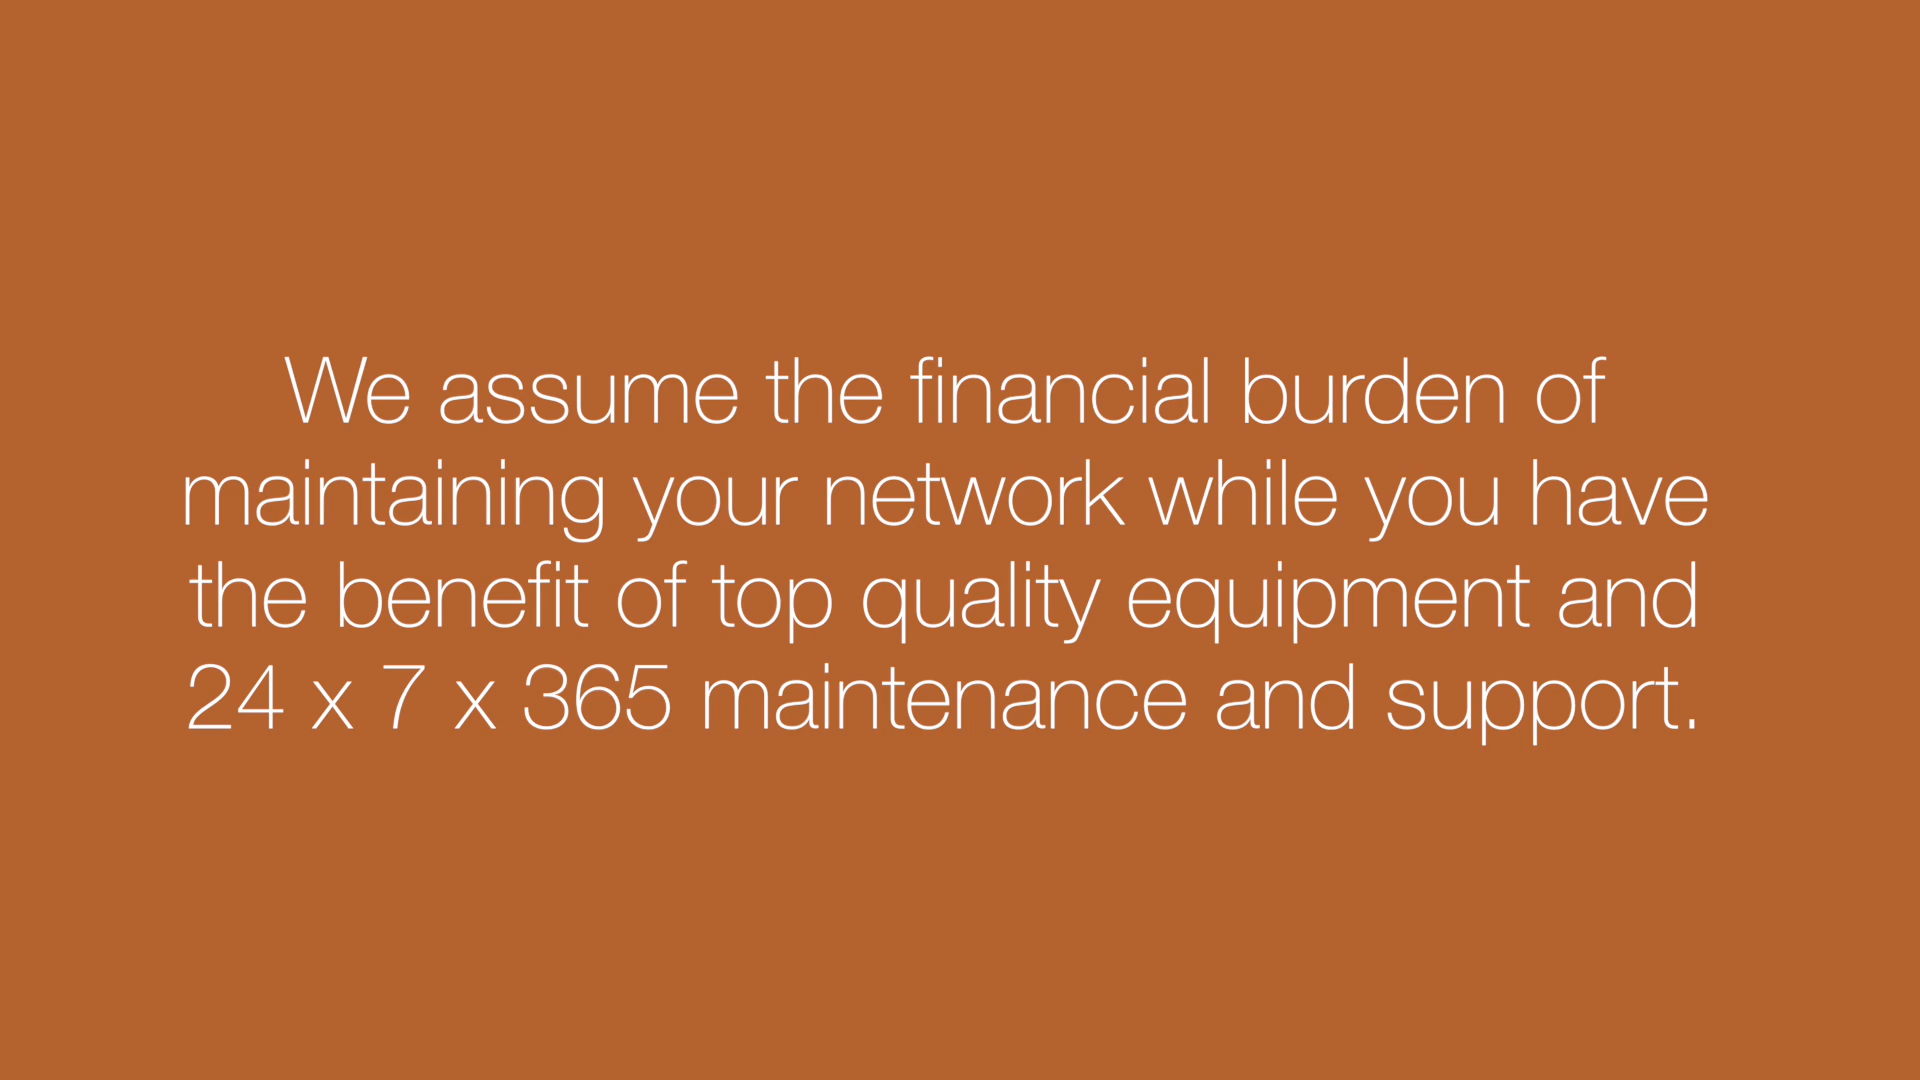 We assume the financial burden of
maintaining your network while you have
the benefit of top quality equipment and
24 x 7 x 365 maintenance and support.